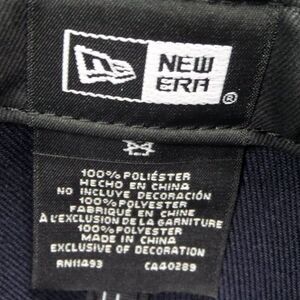 NEW
ERA
®
100% POLIÉSTER
HECHO EN CHINA
NO INCLUYE DECORACIÓN
100% POLYESTER
FABRIQUÉ EN CHINE
À L'EXCLUSION DE LA GARNITURE
100% POLYESTER
MADE IN CHINA
EXCLUSIVE OF DECORATION
RN11493 CA40289